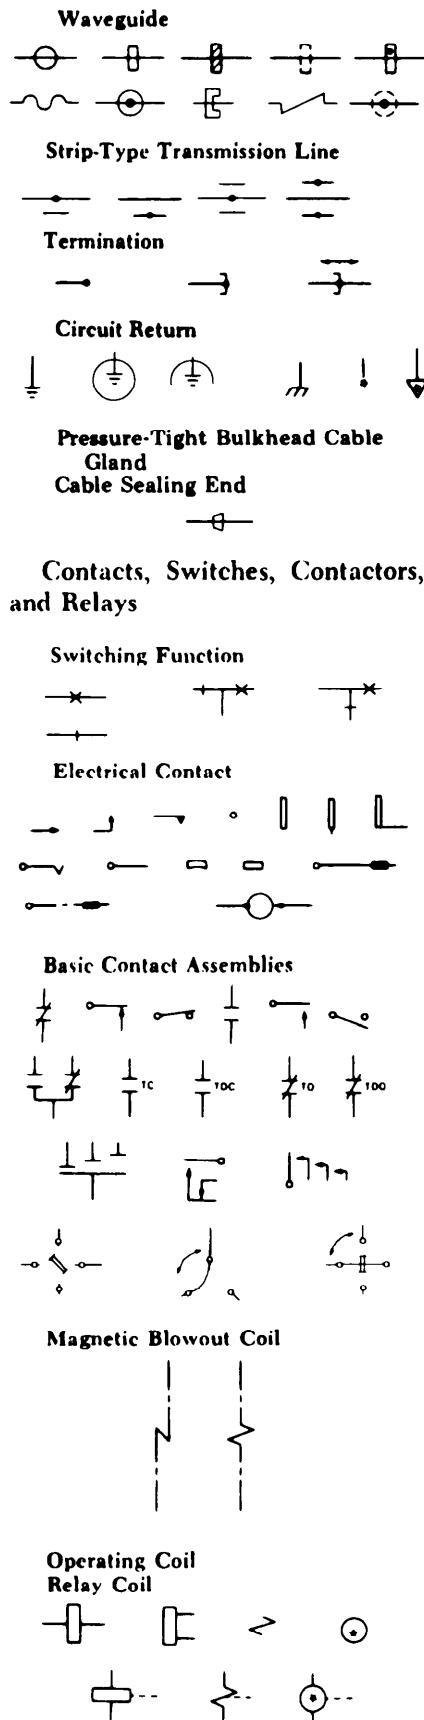 Waveguide
Strip-Type Transmission Line
Termination
Circuit Return
Pressure-Tight Bulkhead Cable
Gland
Cable Sealing End
Contacts, Switches, Contactors,
and Relays
Switching Function
Electrical Contact
Basic Contact Assemblies
TC TDC TO TDO
Magnetic Blowout Coil
Operating Coil
Relay Coil